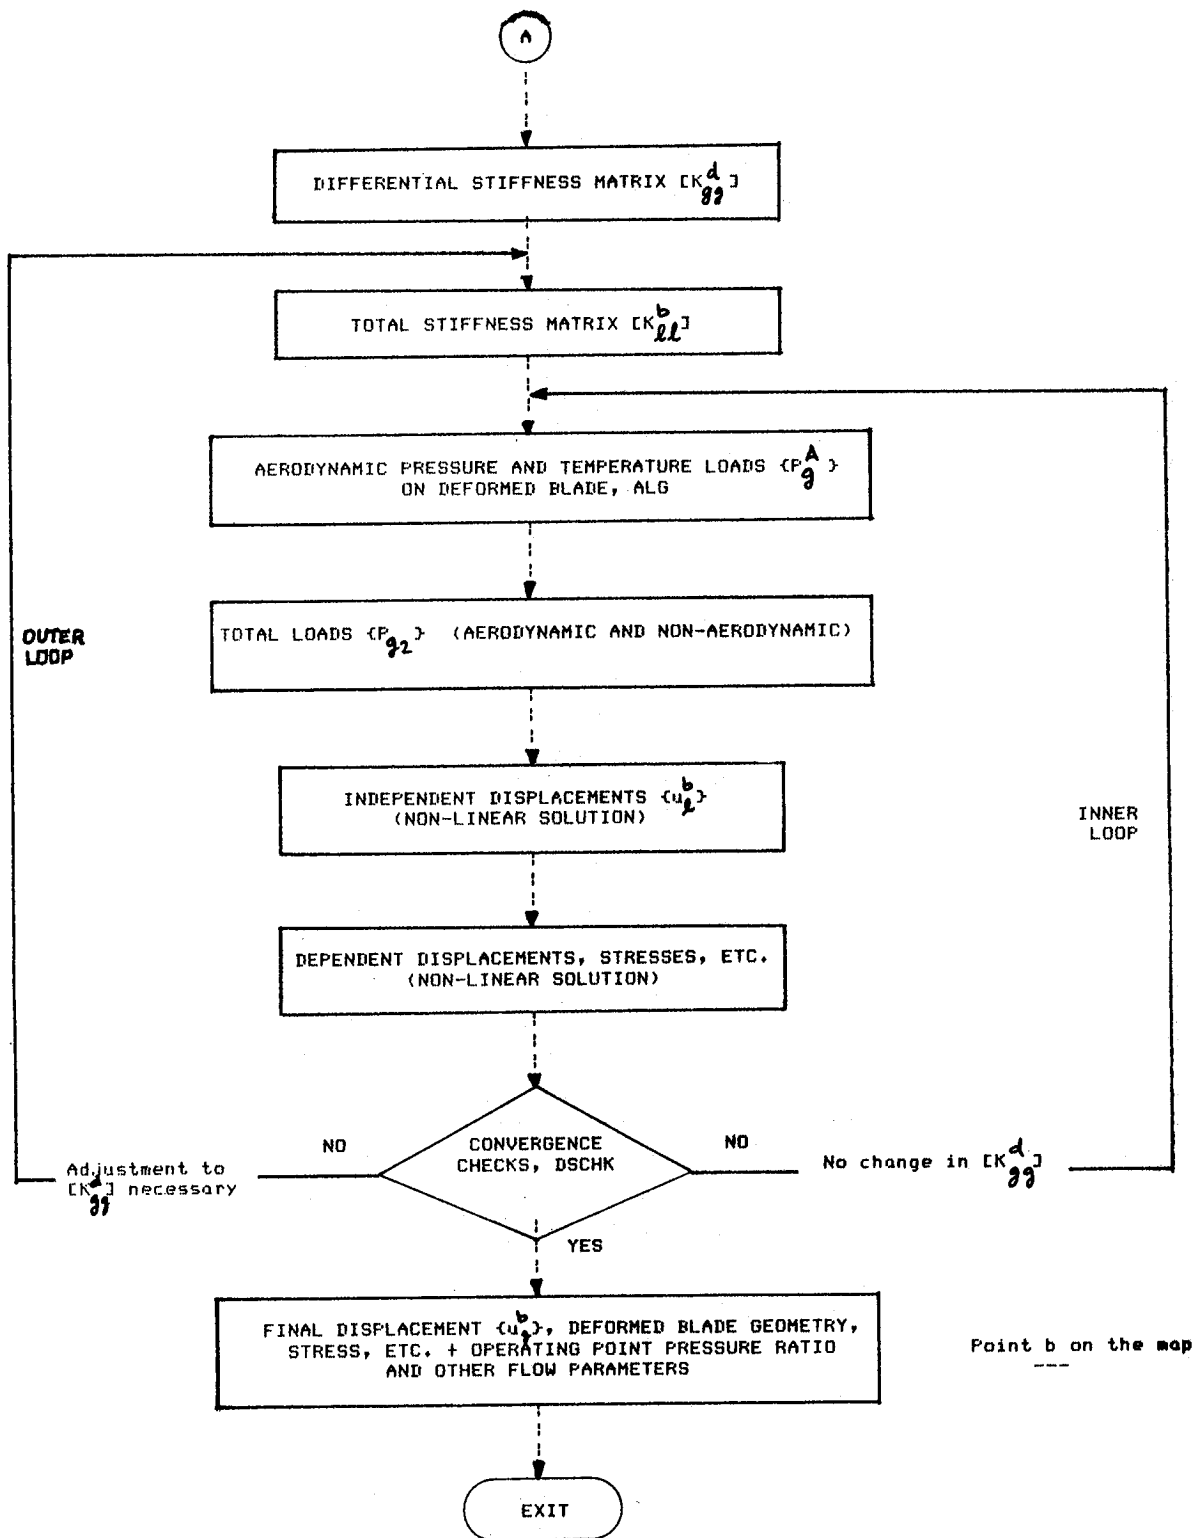 A
DIFFERENTIAL STIFFNESS MATRIX [K^d_gg]
TOTAL STIFFNESS MATRIX [K^b_ll]
AERODYNAMIC PRESSURE AND TEMPERATURE LOADS {P^A_g}
ON DEFORMED BLADE, ALG
TOTAL LOADS {P_g2} (AERODYNAMIC AND NON-AERODYNAMIC)
OUTER
LOOP
INDEPENDENT DISPLACEMENTS {u^b_l}
(NON-LINEAR SOLUTION)
INNER
LOOP
DEPENDENT DISPLACEMENTS, STRESSES, ETC.
(NON-LINEAR SOLUTION)
NO
CONVERGENCE
CHECKS, DSCHK
NO
Adjustment to
[K^d_gg] necessary
No change in [K^d_gg]
YES
FINAL DISPLACEMENT {u^b_g}, DEFORMED BLADE GEOMETRY,
STRESS, ETC. + OPERATING POINT PRESSURE RATIO
AND OTHER FLOW PARAMETERS
Point b on the map
EXIT